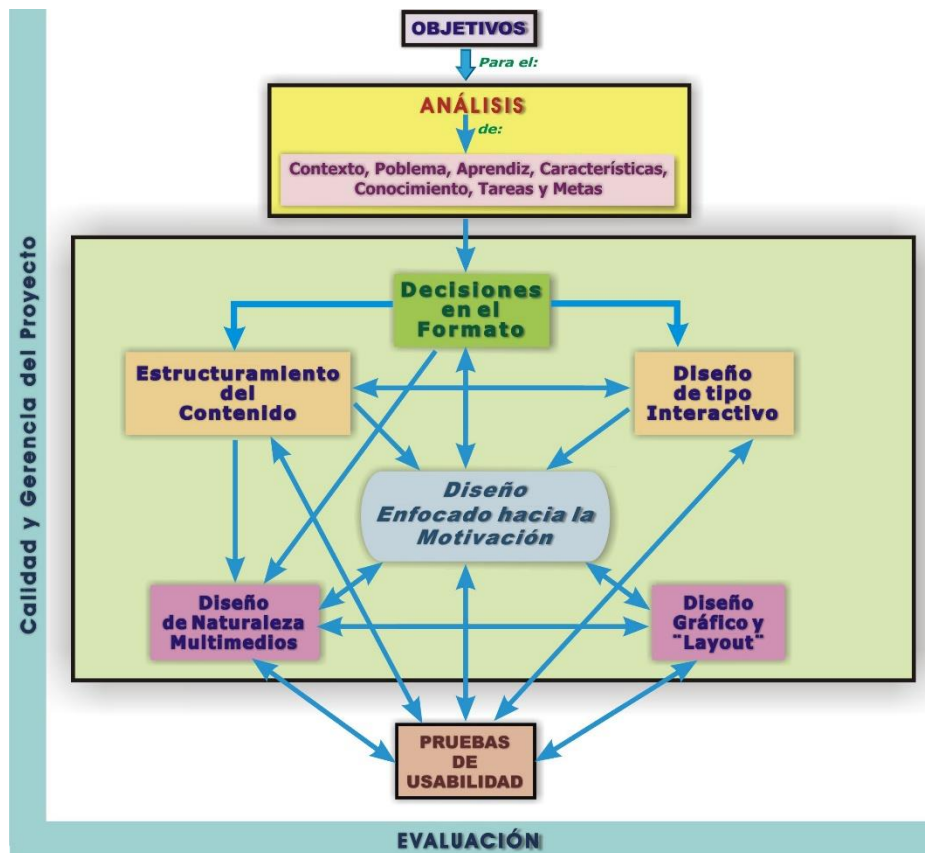 OBJETIVOS
Para el:
ANÁLISIS
de:
Contexto, Poblema, Aprendiz, Características,
Conocimiento, Tareas y Metas
Calidad y Gerencia del Proyecto
Decisiones
en el
Formato
Estructuramiento
del
Contenido
Diseño
de tipo
Interactivo
Diseño
Enfocado hacia la
Motivación
Diseño
de Naturaleza
Multimedios
Diseño
Gráfico y
¨Layout¨
PRUEBAS
DE
USABILIDAD
EVALUACIÓN